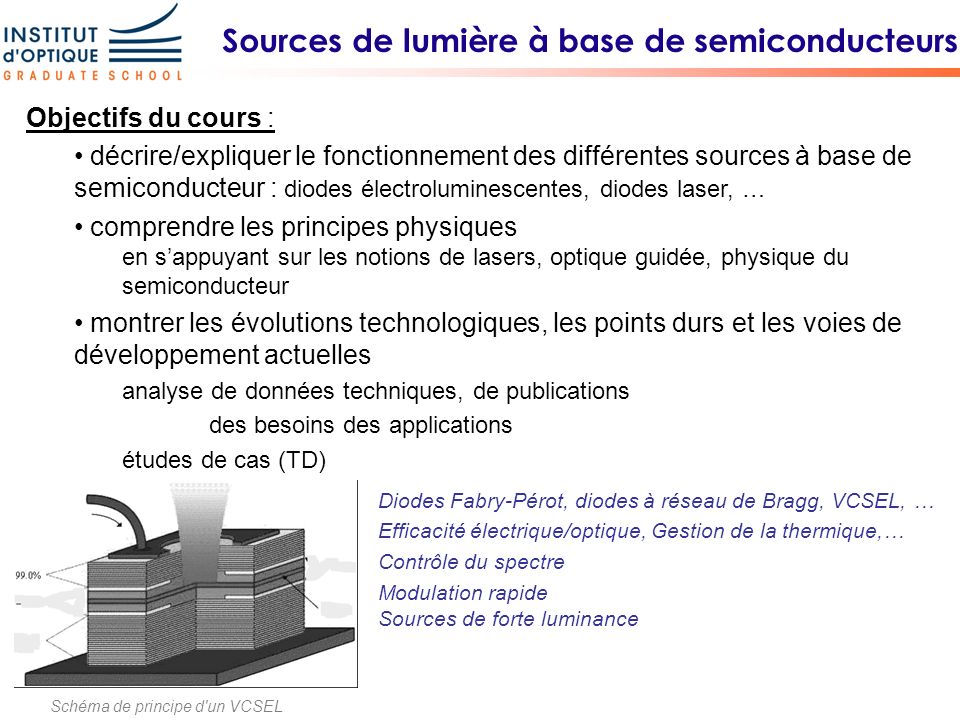 INSTITUT
d'OPTIQUE
GRADUATE SCHOOL
Sources de lumière à base de semiconducteurs
Objectifs du cours :
• décrire/expliquer le fonctionnement des différentes sources à base de
semiconducteur : diodes électroluminescentes, diodes laser, …
• comprendre les principes physiques
en s’appuyant sur les notions de lasers, optique guidée, physique du
semiconducteur
• montrer les évolutions technologiques, les points durs et les voies de
développement actuelles
analyse de données techniques, de publications
des besoins des applications
études de cas (TD)
Diodes Fabry-Pérot, diodes à réseau de Bragg, VCSEL, …
Efficacité électrique/optique, Gestion de la thermique,…
Contrôle du spectre
Modulation rapide
Sources de forte luminance
99.0%
Schéma de principe d'un VCSEL